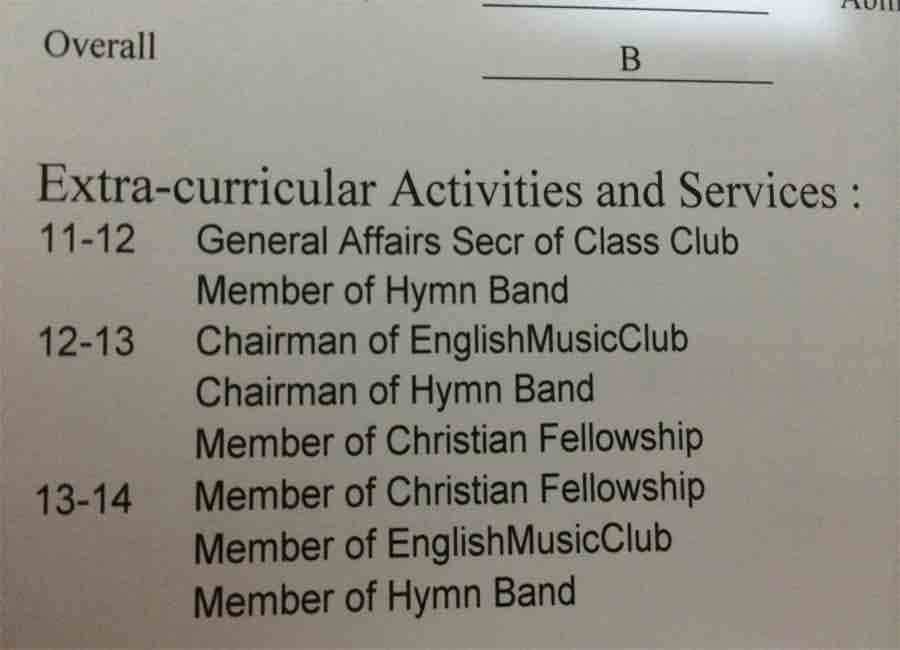 Overall B
Extra-curricular Activities and Services :
11-12 General Affairs Secr of Class Club
Member of Hymn Band
12-13 Chairman of EnglishMusicClub
Chairman of Hymn Band
Member of Christian Fellowship
13-14 Member of Christian Fellowship
Member of EnglishMusicClub
Member of Hymn Band